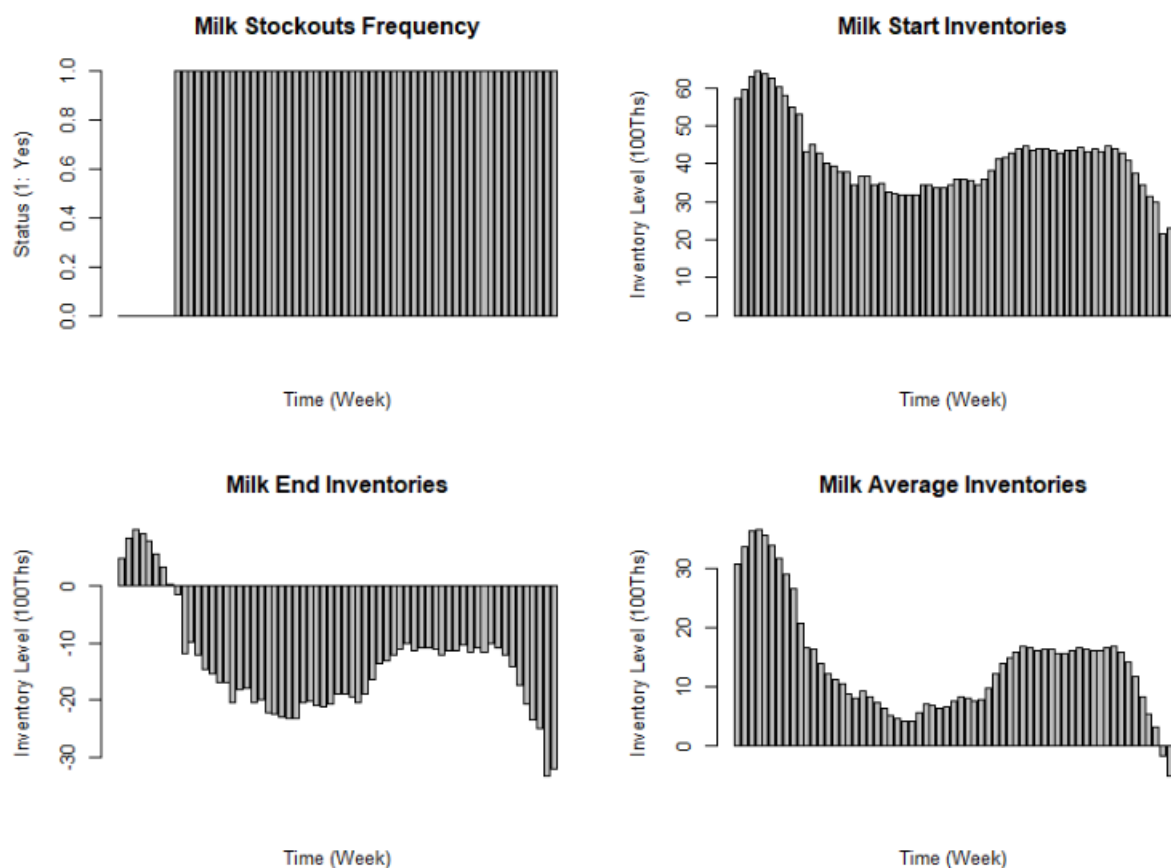 Milk Stockouts Frequency
Status (1: Yes)
1.0
0.8
0.6
0.4
0.2
0.0
Time (Week)
Milk Start Inventories
Inventory Level (100Ths)
60
50
40
30
20
10
0
Time (Week)
Milk End Inventories
Inventory Level (100Ths)
0
-10
-20
-30
Time (Week)
Milk Average Inventories
Inventory Level (100Ths)
30
20
10
0
Time (Week)